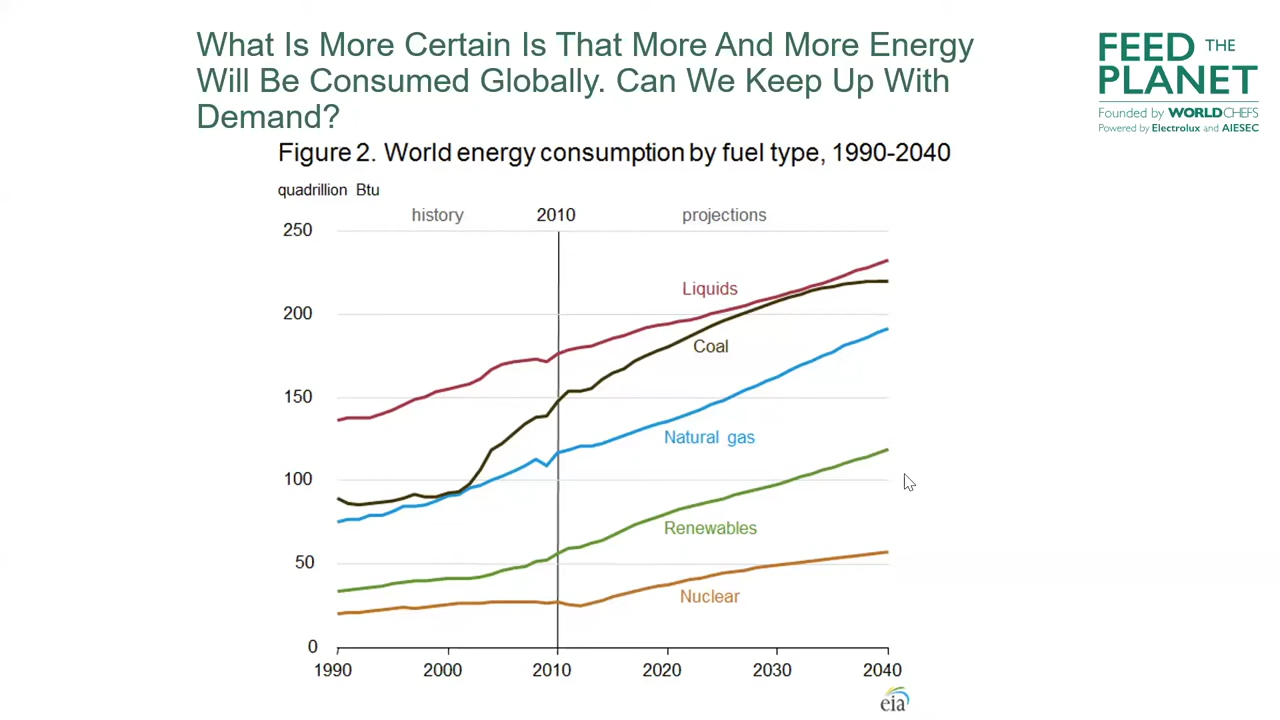 What Is More Certain Is That More And More Energy
Will Be Consumed Globally. Can We Keep Up With
Demand?
FEED THE
PLANET
Founded by WORLDCHEFS
Powered by Electrolux and AIESEC
Figure 2. World energy consumption by fuel type, 1990-2040
quadrillion Btu
history 2010 projections
250
200
150
100
50
0
Liquids
Coal
Natural gas
Renewables
Nuclear
1990 2000 2010 2020 2030 2040
eia